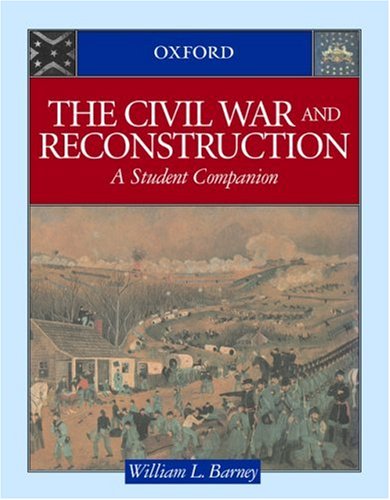 OXFORD
THE CIVIL WAR AND
RECONSTRUCTION
A Student Companion
William L. Barney